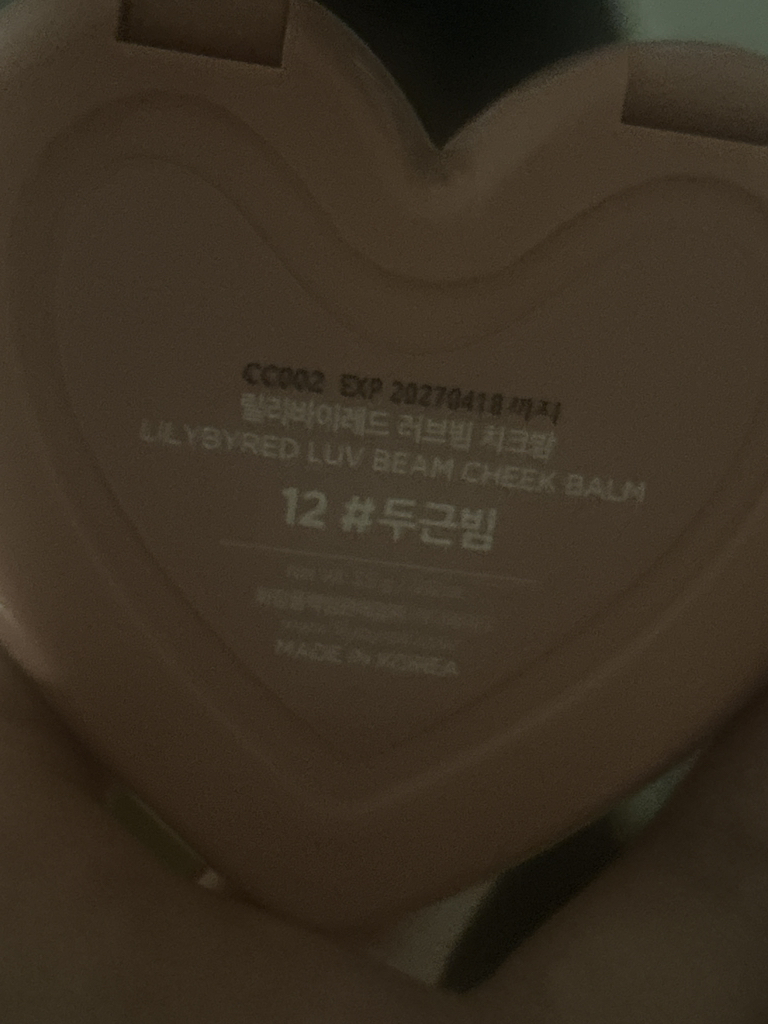 CC002 EXP 20270418 까지
릴리바이레드 러브빔 치크밤
LILYBYRED LUV BEAM CHEEK BALM
12 #두근빔
MADE IN KOREA